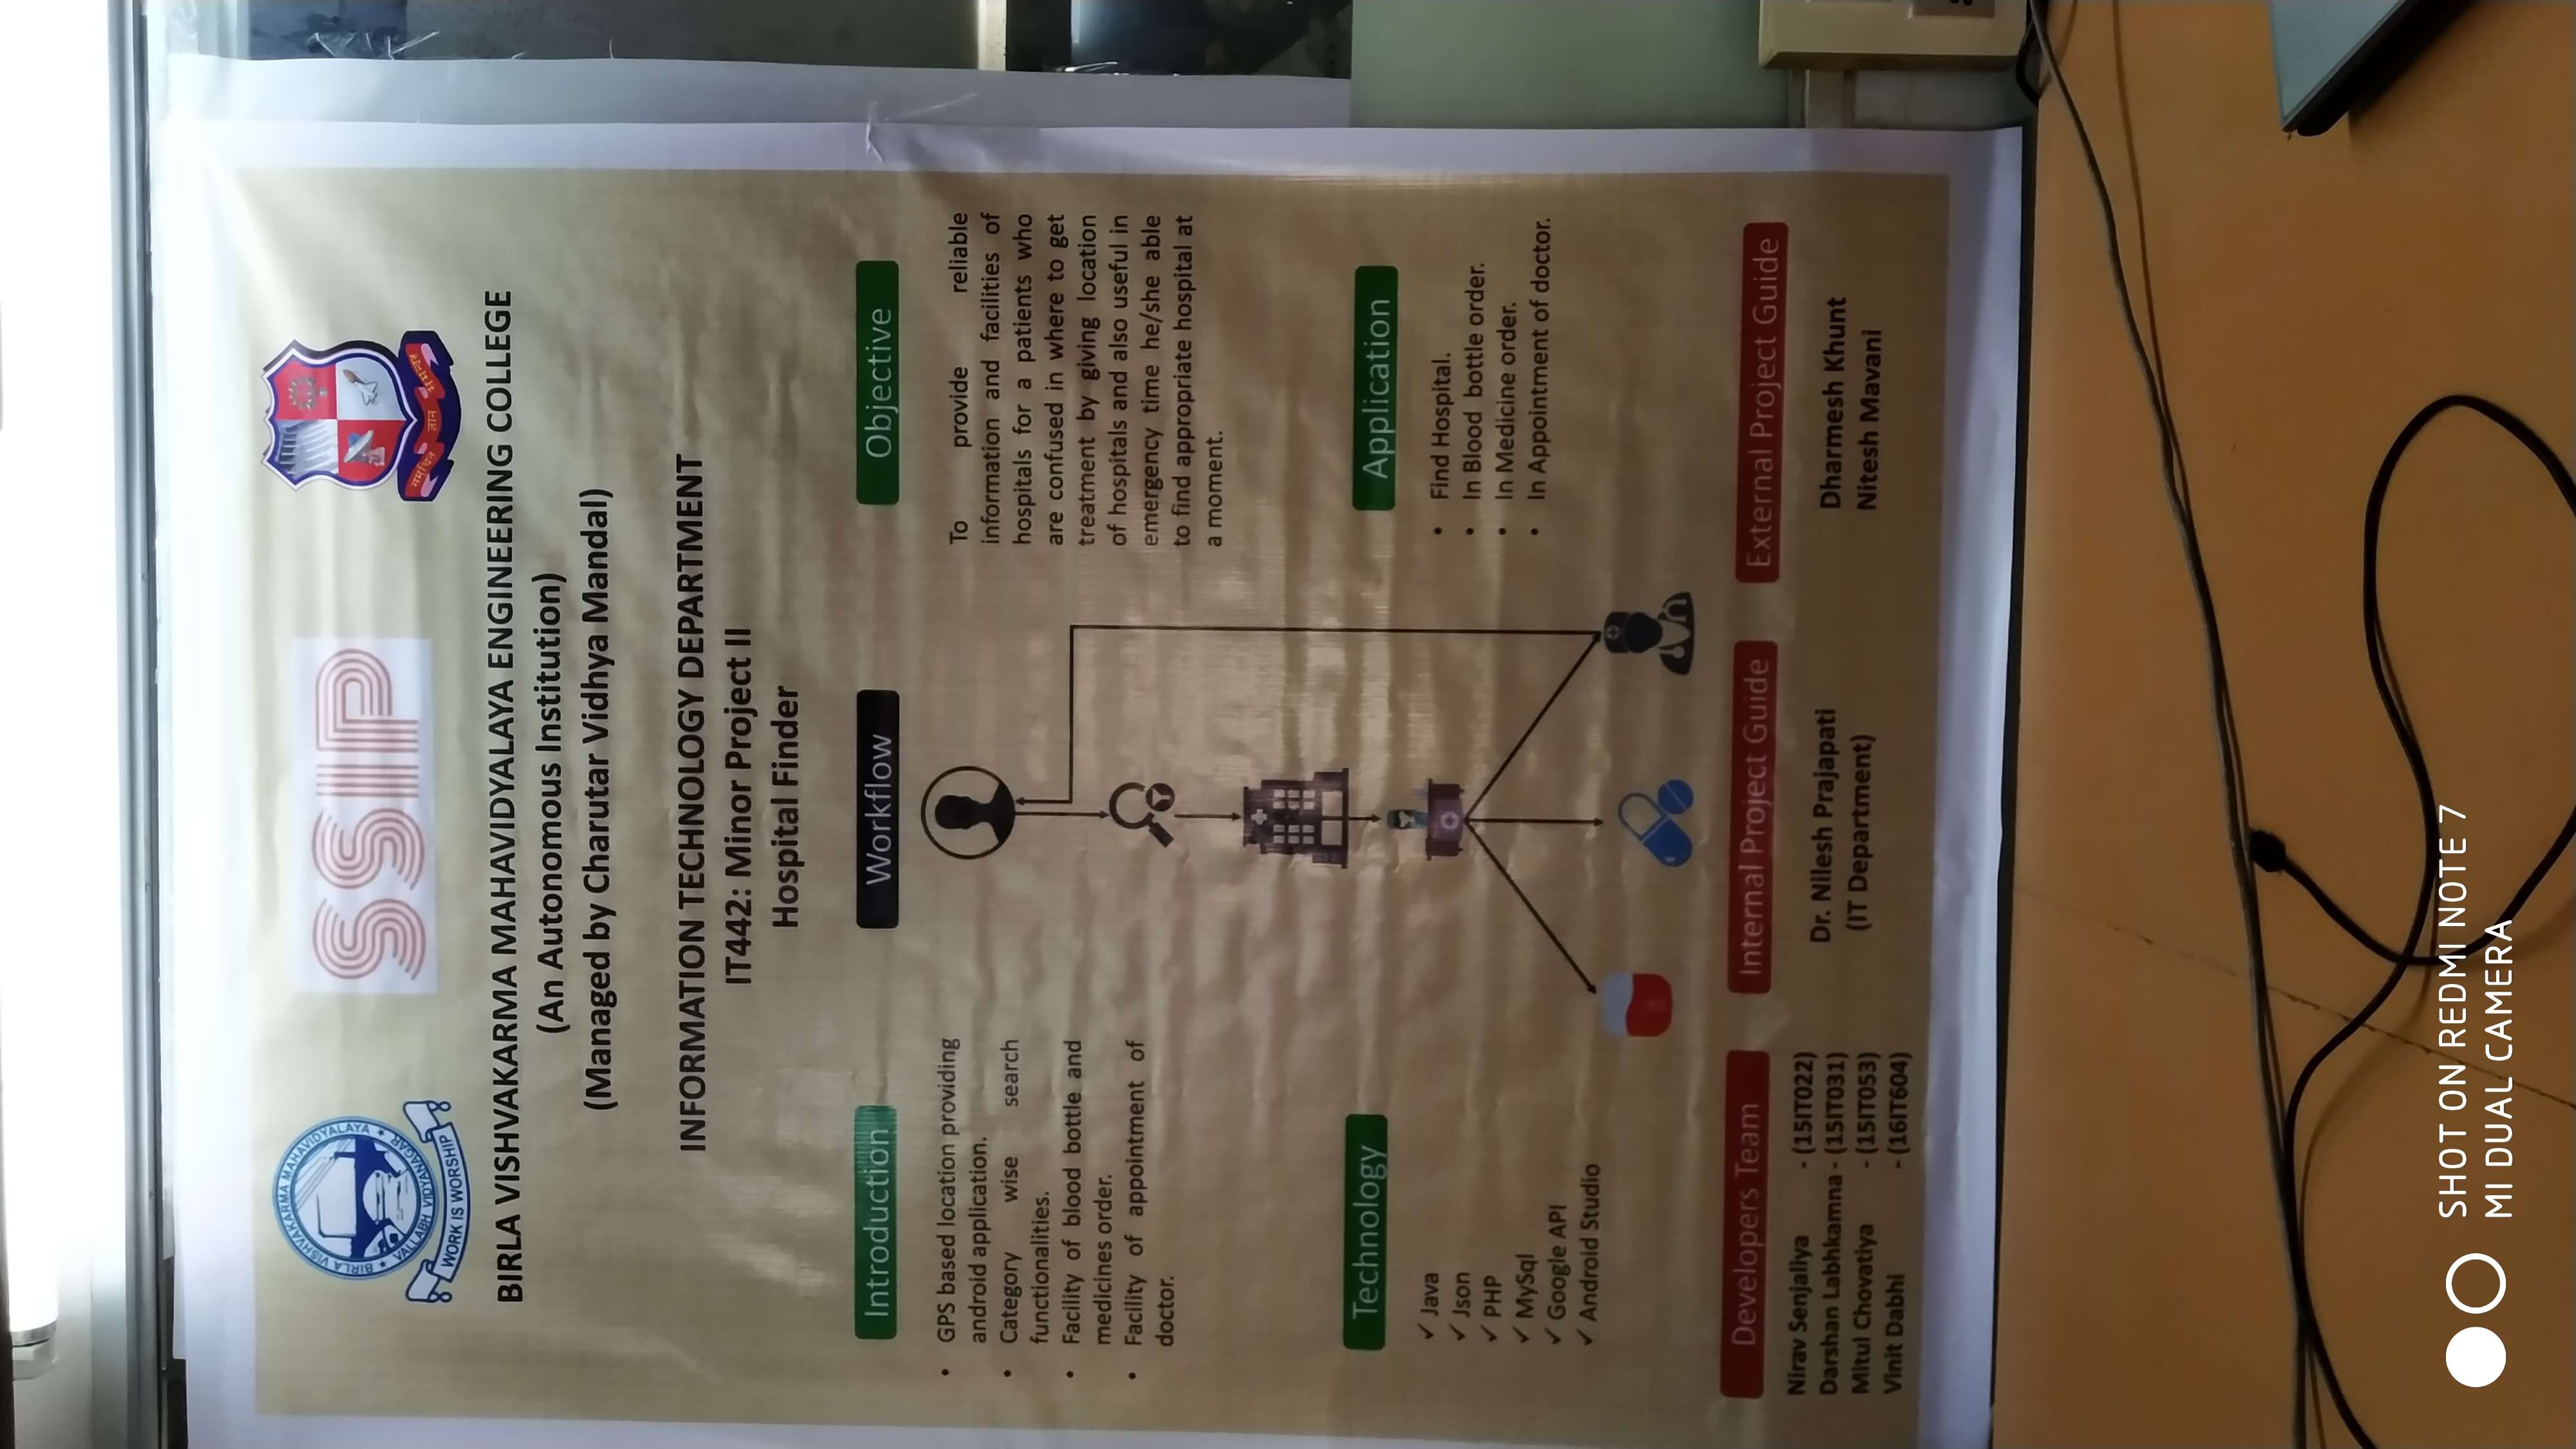 BIRLA VISHVAKARMA MAHAVIDYALAYA
VALLABH VIDYANAGAR
WORK IS WORSHIP
SSIP
ज्ञान
BIRLA VISHVAKARMA MAHAVIDYALAYA ENGINEERING COLLEGE
(An Autonomous Institution)
(Managed by Charutar Vidhya Mandal)
INFORMATION TECHNOLOGY DEPARTMENT
IT442: Minor Project II
Hospital Finder
Introduction
• GPS based location providing
android application.
• Category wise search
functionalities.
• Facility of blood bottle and
medicines order.
• Facility of appointment of
doctor.
Workflow
Objective
To provide reliable
information and facilities of
hospitals for a patients who
are confused in where to get
treatment by giving location
of hospitals and also useful in
emergency time he/she able
to find appropriate hospital at
a moment.
Technology
✓ Java
✓ Json
✓ PHP
✓ MySql
✓ Google API
✓ Android Studio
Application
• Find Hospital.
• In Blood bottle order.
• In Medicine order.
• In Appointment of doctor.
Developers Team
Nirav Senjaliya - (15IT022)
Darshan Labhkamna - (15IT031)
Mitul Chovatiya - (15IT053)
Vinit Dabhi - (16IT604)
Internal Project Guide
Dr. Nilesh Prajapati
(IT Department)
External Project Guide
Dharmesh Khunt
Nitesh Mavani
SHOT ON REDMI NOTE 7
MI DUAL CAMERA